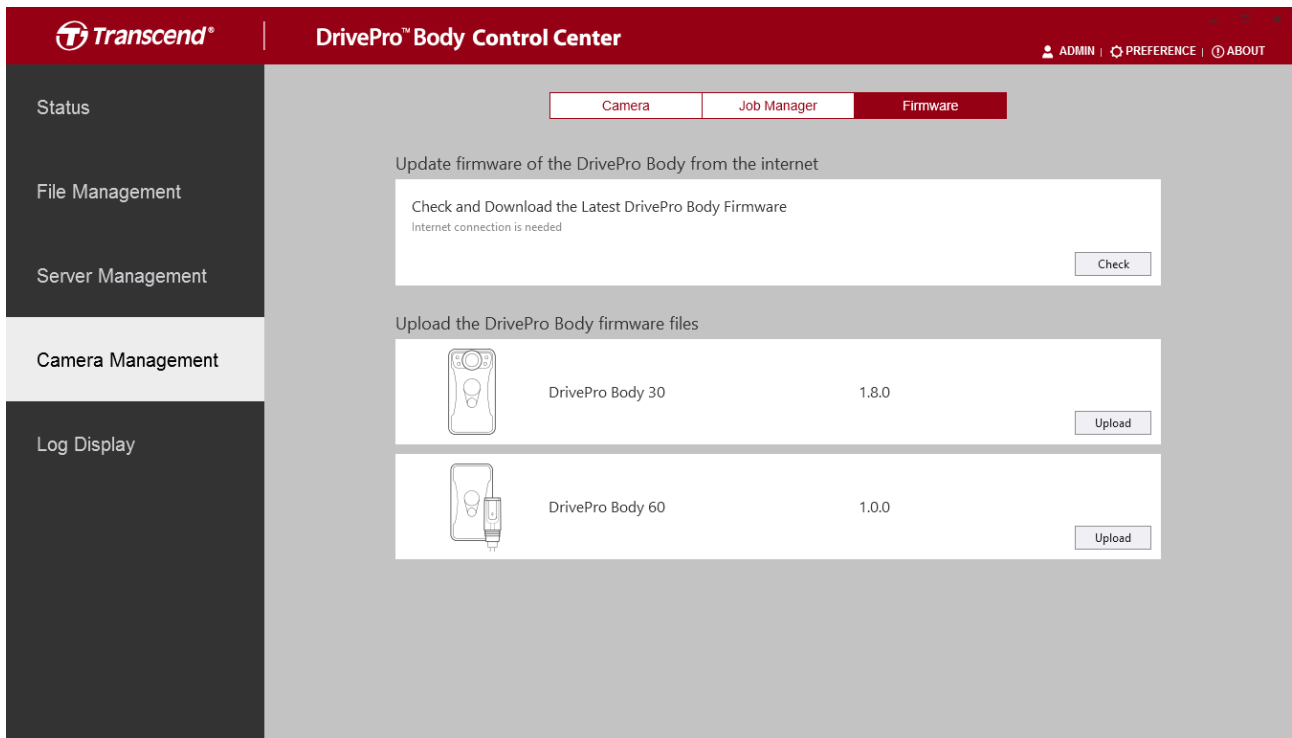 Transcend®
DrivePro™ Body Control Center
ADMIN | PREFERENCE | ABOUT
Status
File Management
Server Management
Camera Management
Log Display
Camera
Job Manager
Firmware
Update firmware of the DrivePro Body from the internet
Check and Download the Latest DrivePro Body Firmware
Internet connection is needed
Check
Upload the DrivePro Body firmware files
DrivePro Body 30
1.8.0
Upload
DrivePro Body 60
1.0.0
Upload